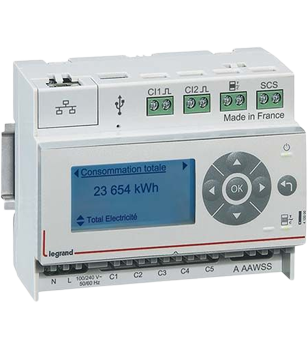 CI1 CI2 SCS
Made in France
Consommation totale
23 654 kWh
Total Electricité
OK
legrand
N L 100/240 V~ C1 C2 C3 C4 C5 A AAWSS
50/60 Hz